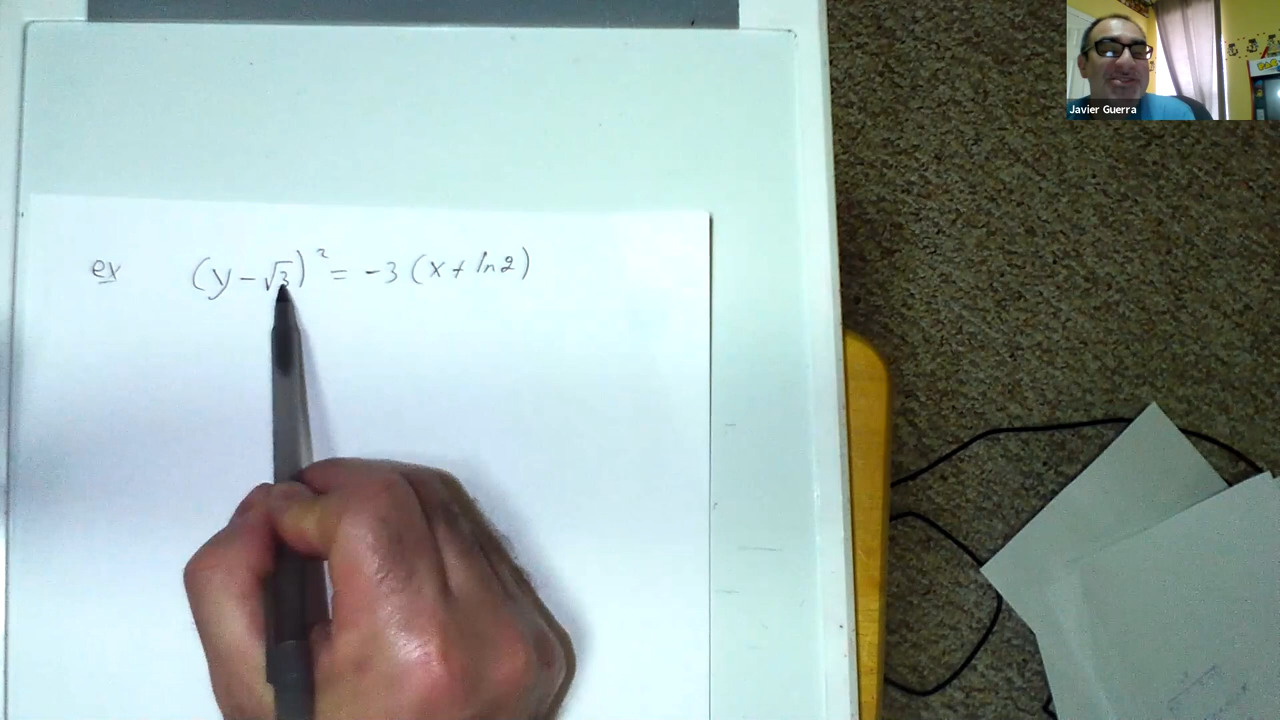 Javier Guerra
ex (y-√3)² = -3 (x + ln2)